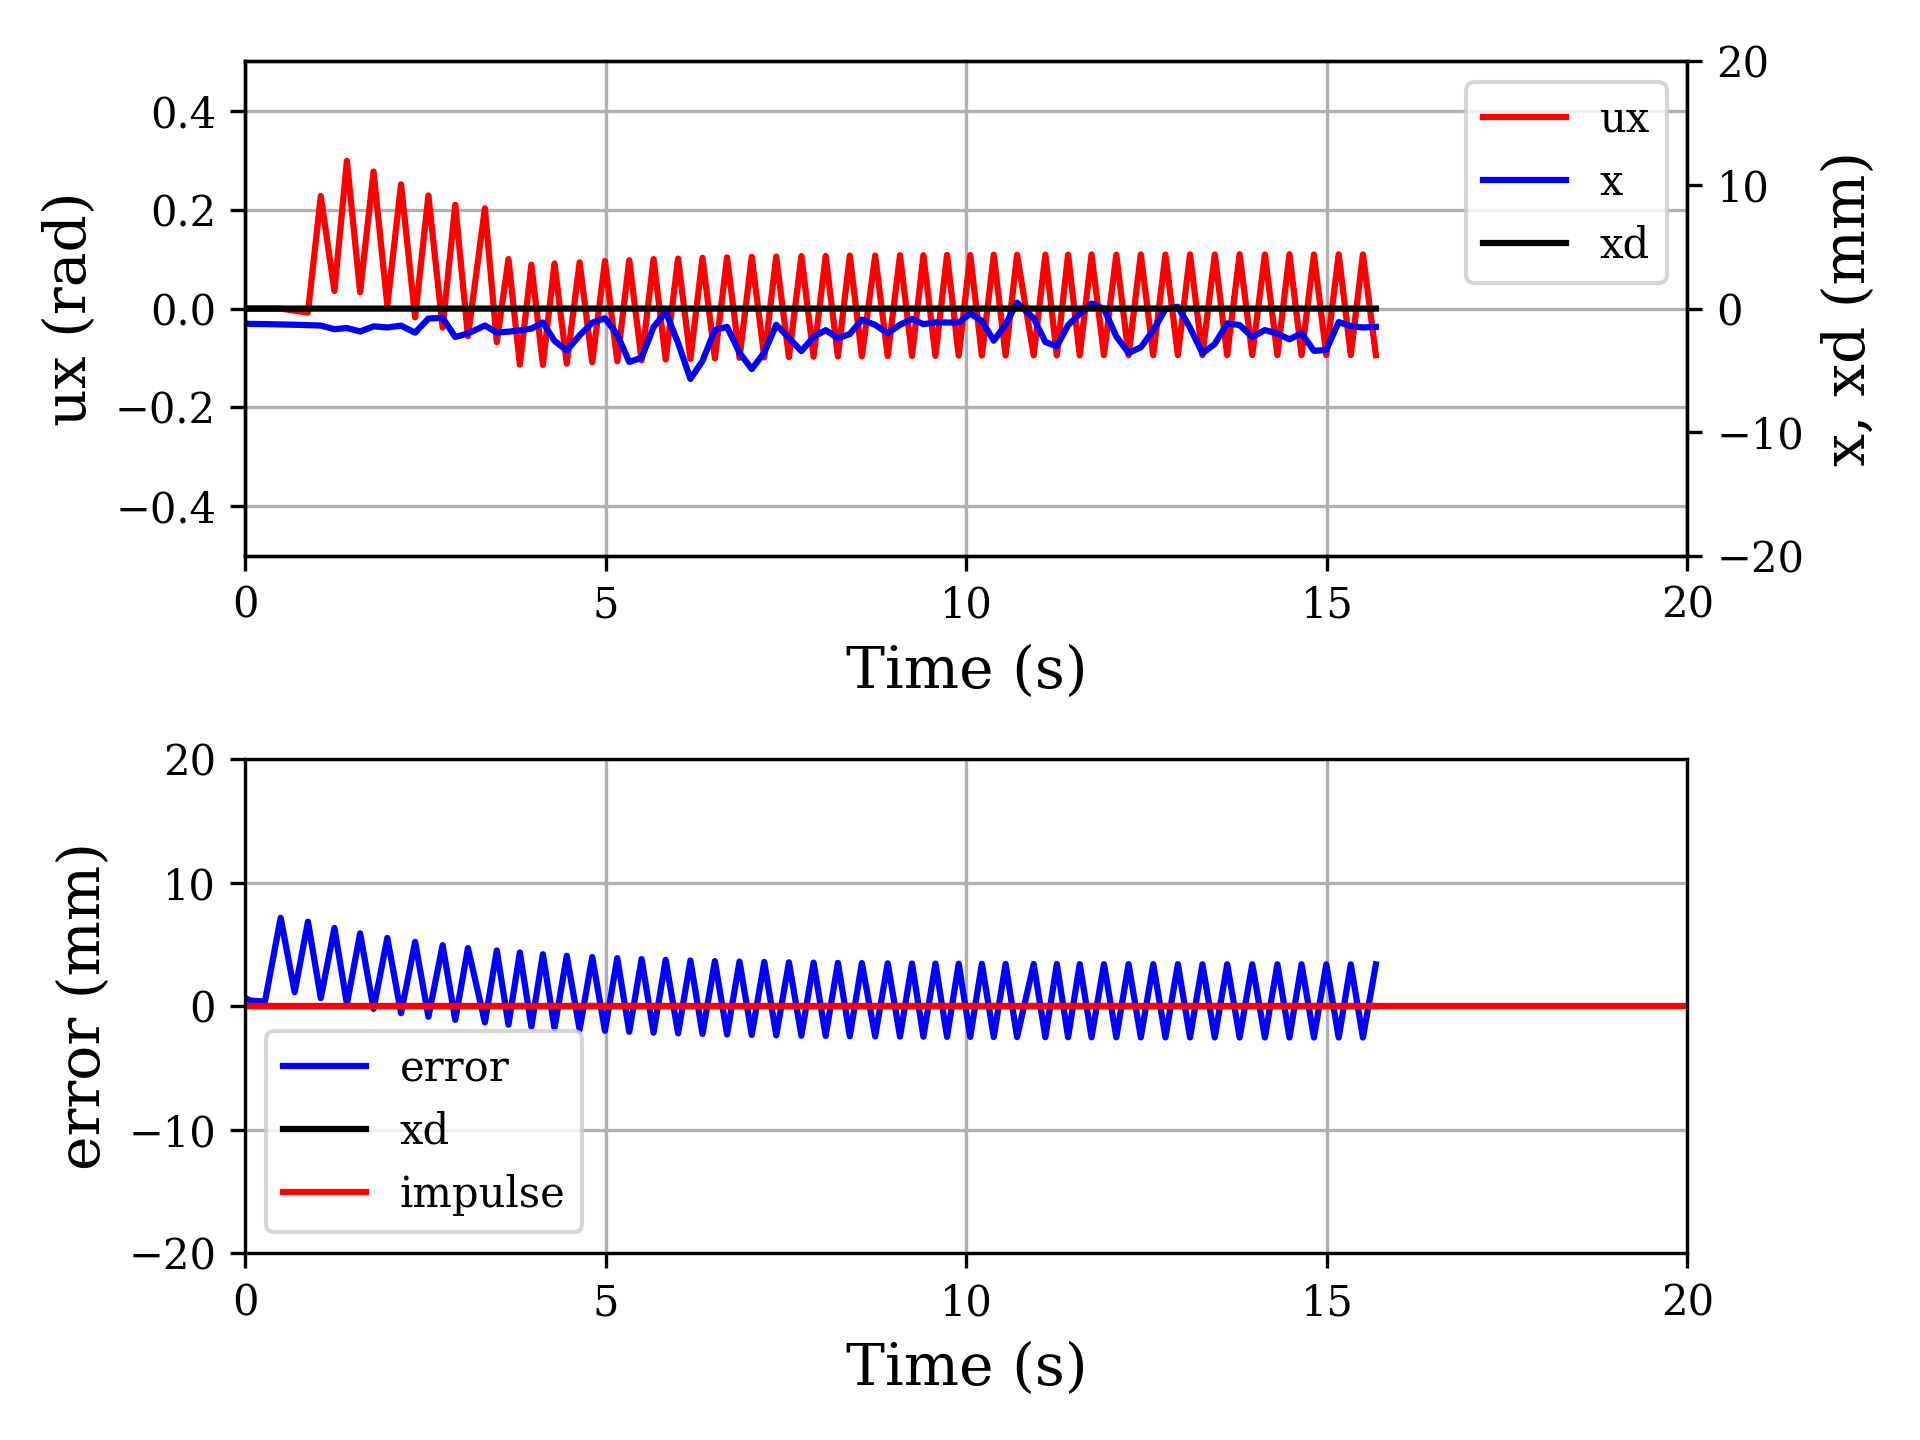 0.4
0.2
0.0
−0.2
−0.4
ux (rad)
20
10
0
−10
−20
x, xd (mm)
ux
x
xd
0 5 10 15 20
Time (s)
20
10
0
−10
−20
error (mm)
error
xd
impulse
0 5 10 15 20
Time (s)